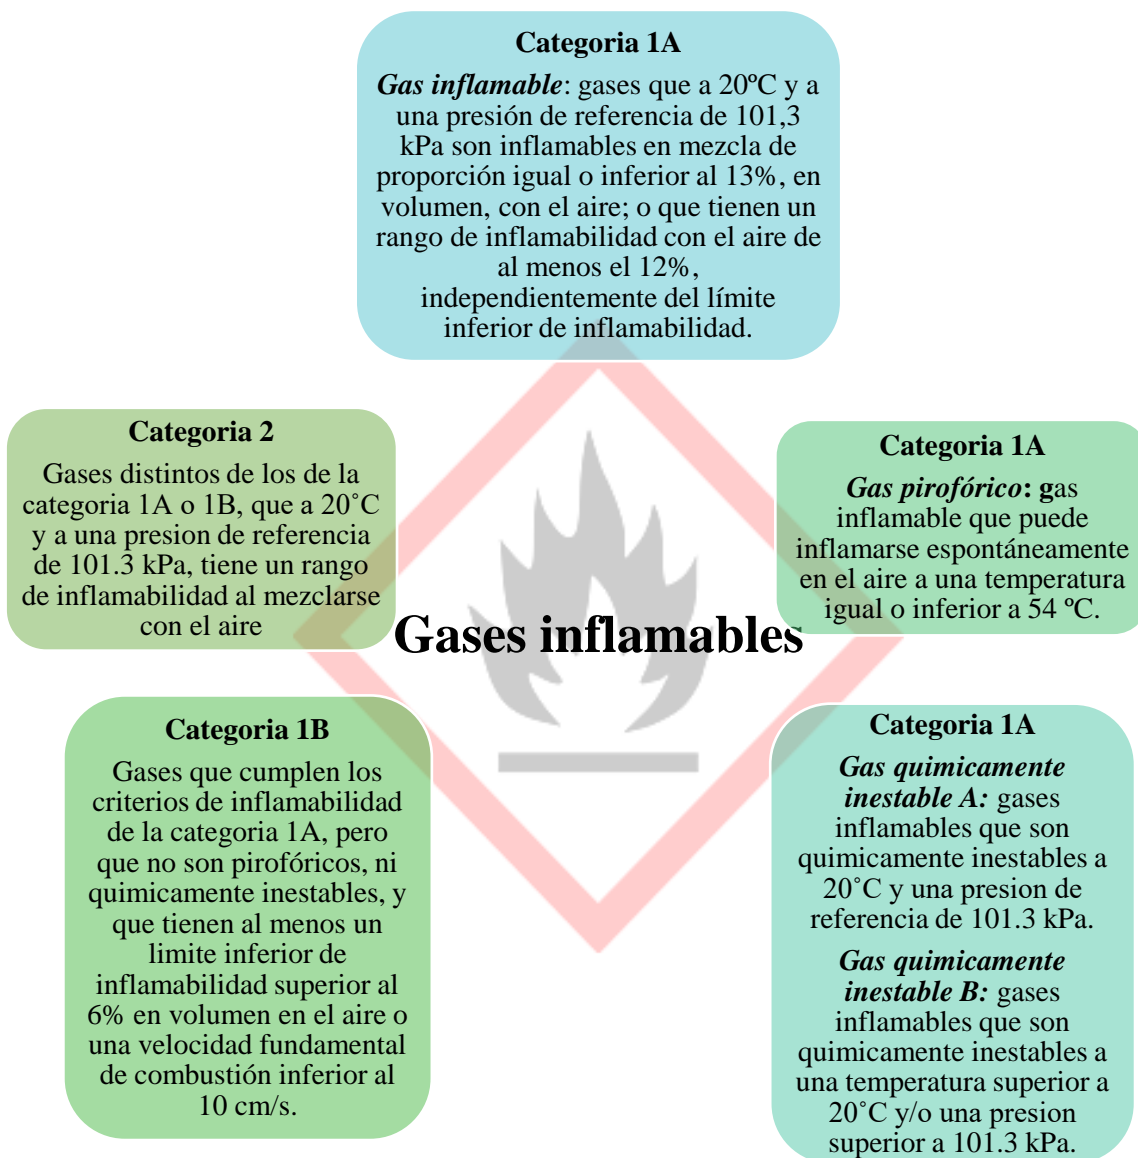 Categoria 1A
Gas inflamable: gases que a 20ºC y a
una presión de referencia de 101,3
kPa son inflamables en mezcla de
proporción igual o inferior al 13%, en
volumen, con el aire; o que tienen un
rango de inflamabilidad con el aire de
al menos el 12%,
independientemente del límite
inferior de inflamabilidad.
Categoria 2
Gases distintos de los de la
categoria 1A o 1B, que a 20˚C
y a una presion de referencia
de 101.3 kPa, tiene un rango
de inflamabilidad al mezclarse
con el aire
Categoria 1A
Gas pirofórico: gas
inflamable que puede
inflamarse espontáneamente
en el aire a una temperatura
igual o inferior a 54 ºC.
Gases inflamables
Categoria 1B
Gases que cumplen los
criterios de inflamabilidad
de la categoria 1A, pero
que no son pirofóricos, ni
quimicamente inestables, y
que tienen al menos un
limite inferior de
inflamabilidad superior al
6% en volumen en el aire o
una velocidad fundamental
de combustión inferior al
10 cm/s.
Categoria 1A
Gas quimicamente
inestable A: gases
inflamables que son
quimicamente inestables a
20˚C y una presion de
referencia de 101.3 kPa.
Gas quimicamente
inestable B: gases
inflamables que son
quimicamente inestables a
una temperatura superior a
20˚C y/o una presion
superior a 101.3 kPa.